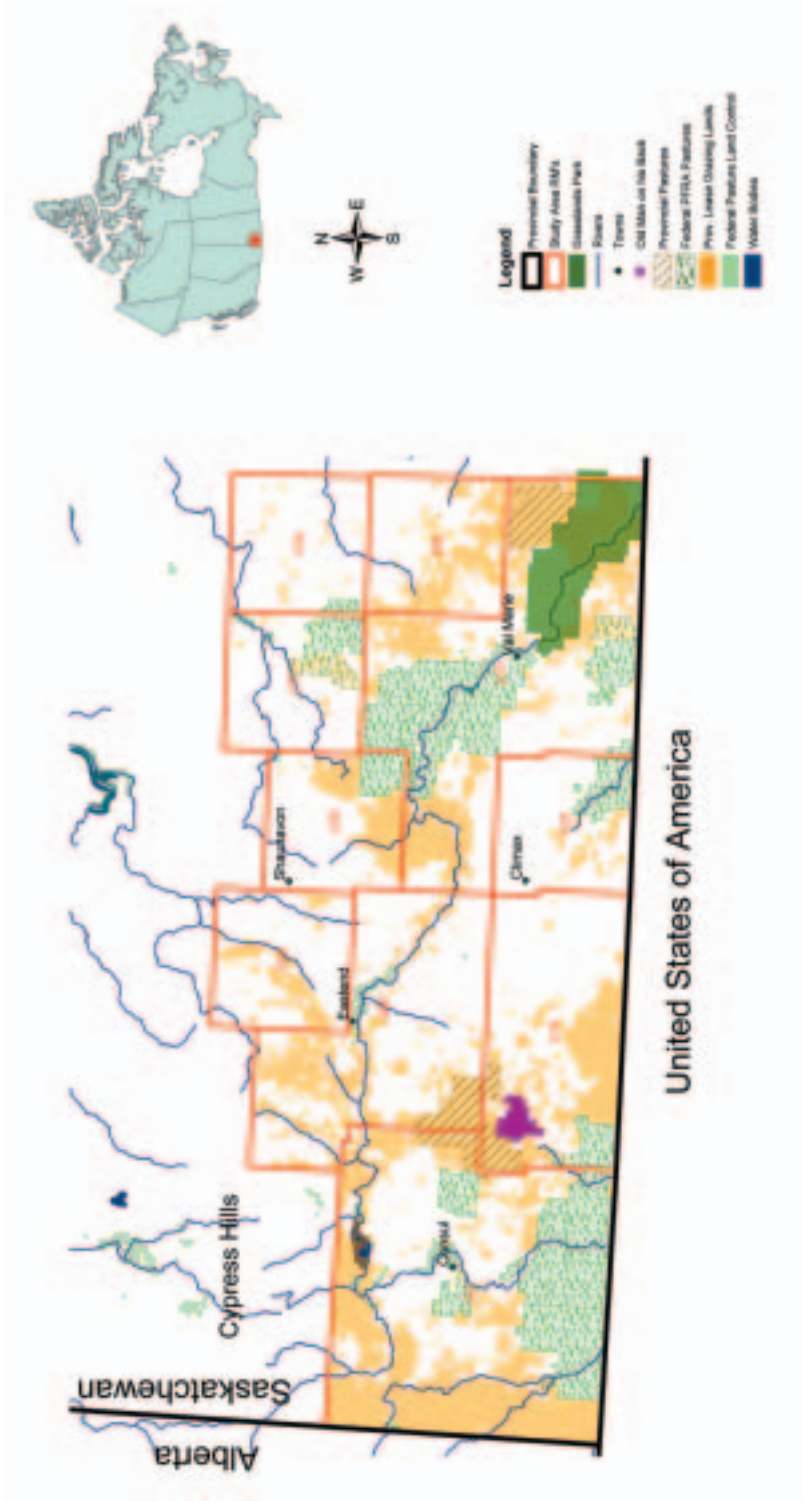 N
W E
S
Legend
Provincial Boundary
Study Area RM's
Grasslands Park
Rivers
Towns
Old Man on His Back
Provincial Pastures
Federal PFRA Pastures
Prov. Lease Grazing Lands
Federal Pasture Land Control
Water Bodies
Alberta
Saskatchewan
Cypress Hills
Consul
Eastend
Shaunavon
Climax
Val Marie
United States of America